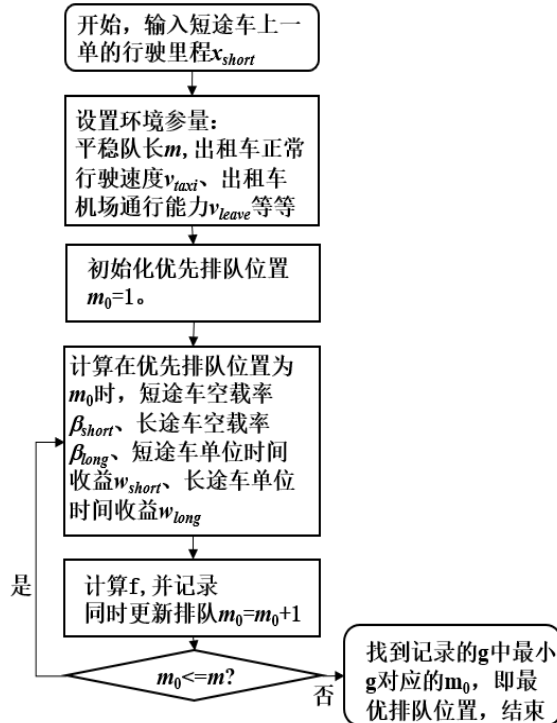 开始，输入短途车上一
单的行驶里程x_short
设置环境参量：
平稳队长m,出租车正常
行驶速度v_taxi、出租车
机场通行能力v_leave等等
初始化优先排队位置
m₀=1。
计算在优先排队位置为
m₀时，短途车空载率
β_short、长途车空载率
β_long、短途车单位时间
收益w_short、长途车单位
时间收益w_long
是
计算f,并记录
同时更新排队m₀=m₀+1
m₀<=m?
否
找到记录的g中最小
g对应的m₀，即最
优排队位置，结束